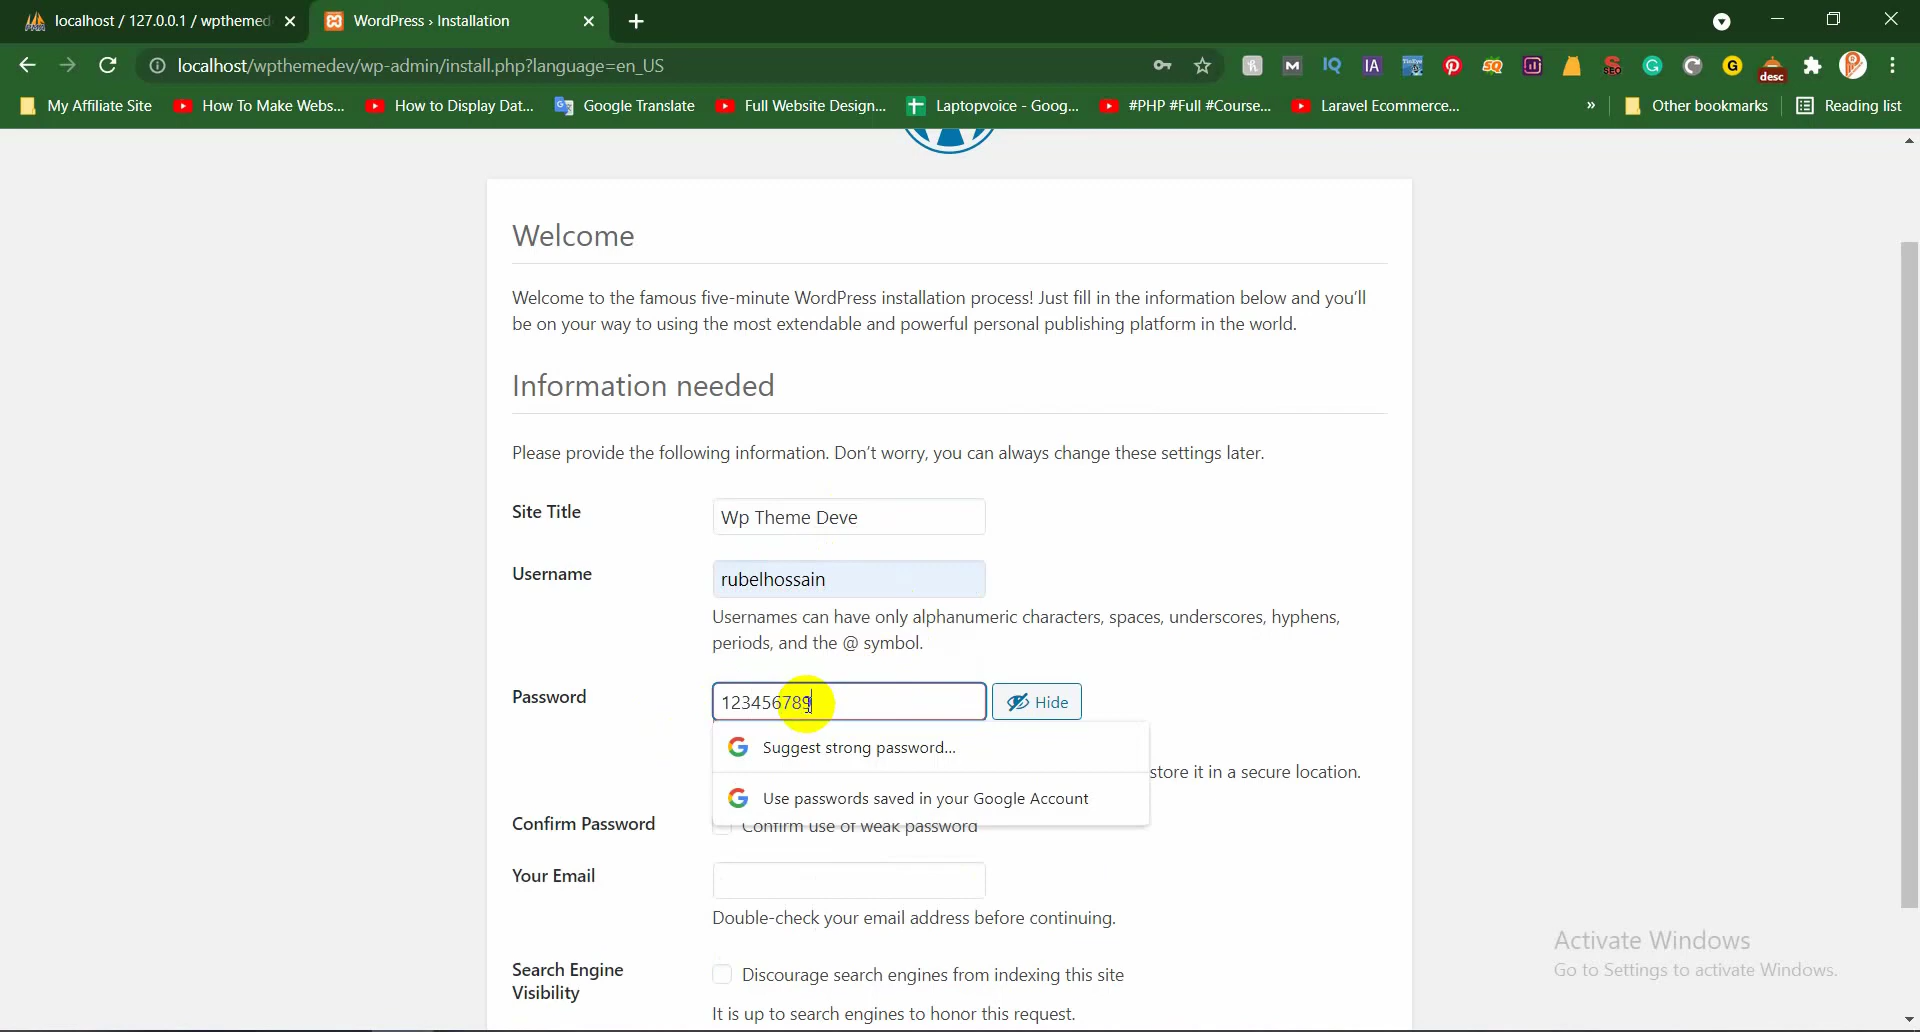 localhost / 127.0.0.1 / wpthemed
WordPress › Installation
localhost/wpthemedev/wp-admin/install.php?language=en_US
My Affiliate Site
How To Make Webs...
How to Display Dat...
Google Translate
Full Website Design...
Laptopvoice - Goog...
#PHP #Full #Course...
Laravel Ecommerce...
»
Other bookmarks
Reading list
M
IQ
IA
SEO
G
desc
Welcome
Welcome to the famous five-minute WordPress installation process! Just fill in the information below and you'll
be on your way to using the most extendable and powerful personal publishing platform in the world.
Information needed
Please provide the following information. Don't worry, you can always change these settings later.
Site Title
Wp Theme Deve
Username
rubelhossain
Usernames can have only alphanumeric characters, spaces, underscores, hyphens,
periods, and the @ symbol.
Password
123456789
Hide
Suggest strong password...
store it in a secure location.
Use passwords saved in your Google Account
Confirm Password
Confirm use of weak password
Your Email
Double-check your email address before continuing.
Search Engine
Visibility
Discourage search engines from indexing this site
It is up to search engines to honor this request.
Activate Windows
Go to Settings to activate Windows.